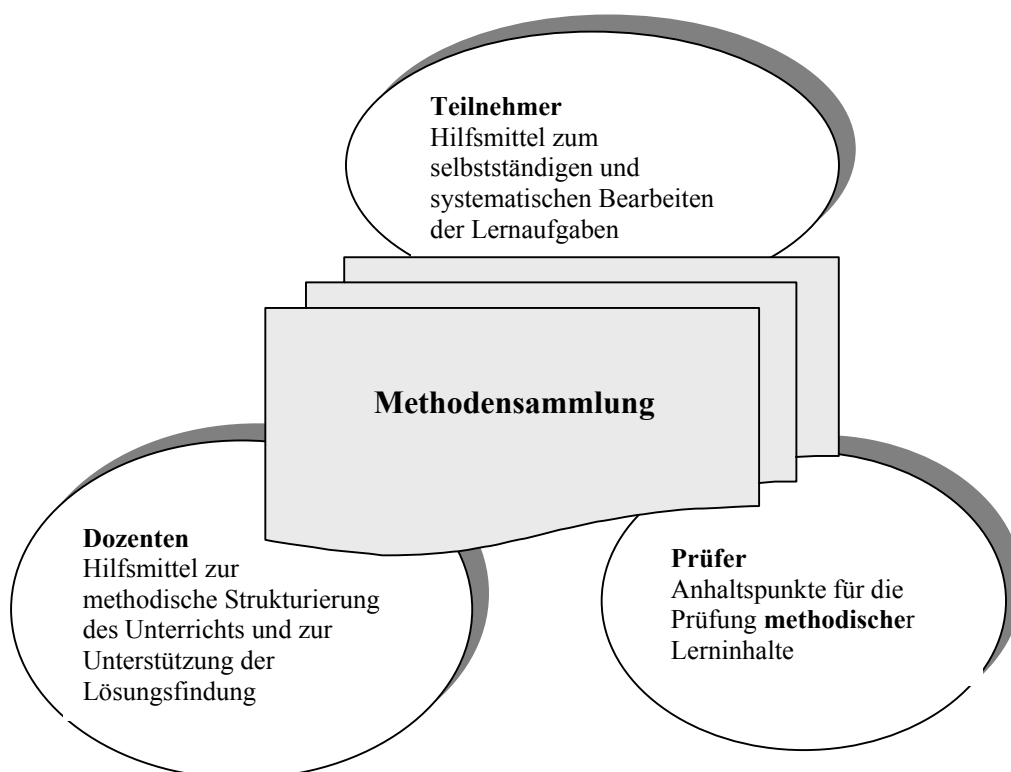 Teilnehmer
Hilfsmittel zum
selbstständigen und
systematischen Bearbeiten
der Lernaufgaben
Methodensammlung
Dozenten
Hilfsmittel zur
methodische Strukturierung
des Unterrichts und zur
Unterstützung der
Lösungsfindung
Prüfer
Anhaltspunkte für die
Prüfung methodischer
Lerninhalte